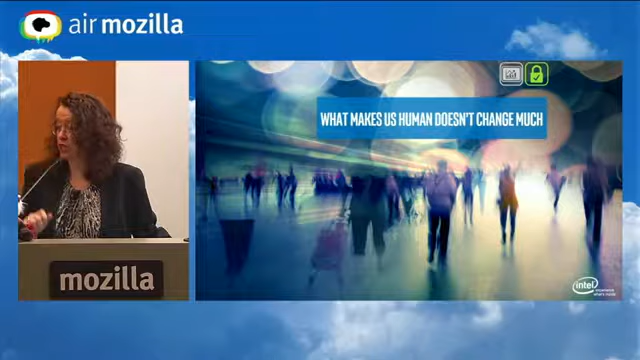 air mozilla
WHAT MAKES US HUMAN DOESN'T CHANGE MUCH
mozilla
intel